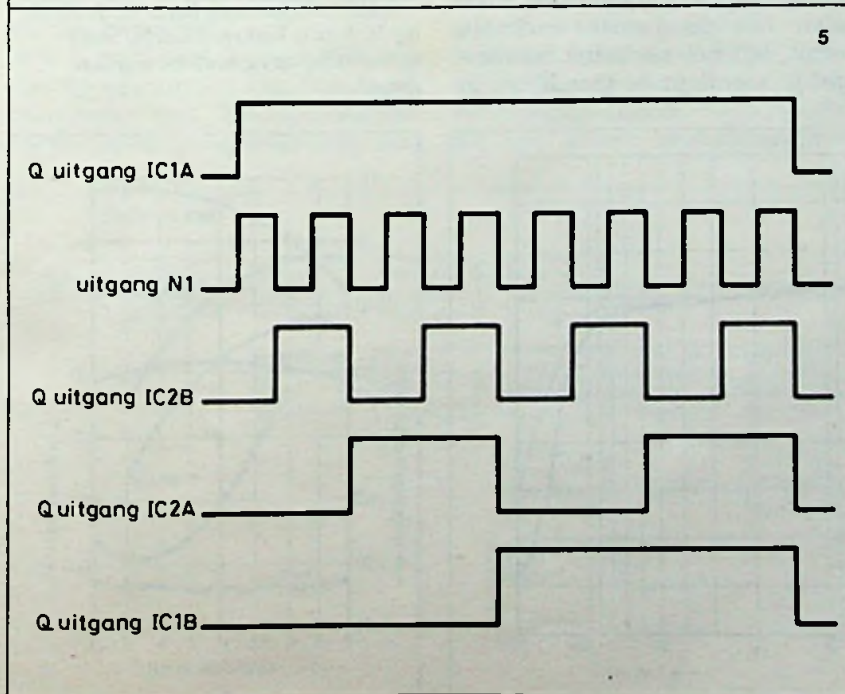 5
Q uitgang IC1A
uitgang N1
Q uitgang IC2B
Q uitgang IC2A
Q uitgang IC1B